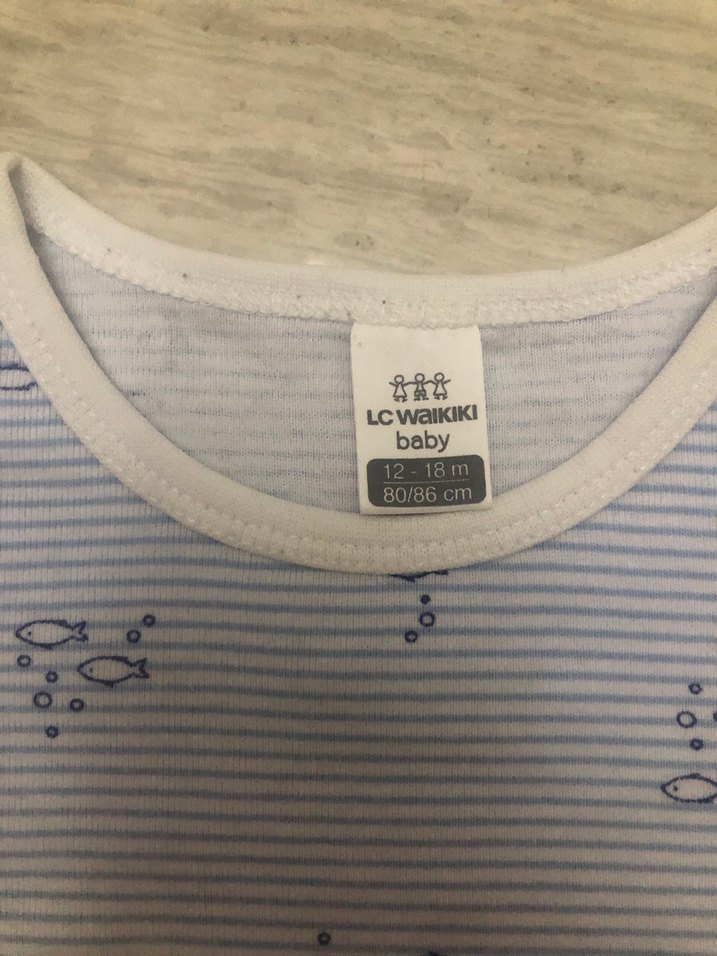 LC WAIKIKI
baby
12 - 18 m
80/86 cm